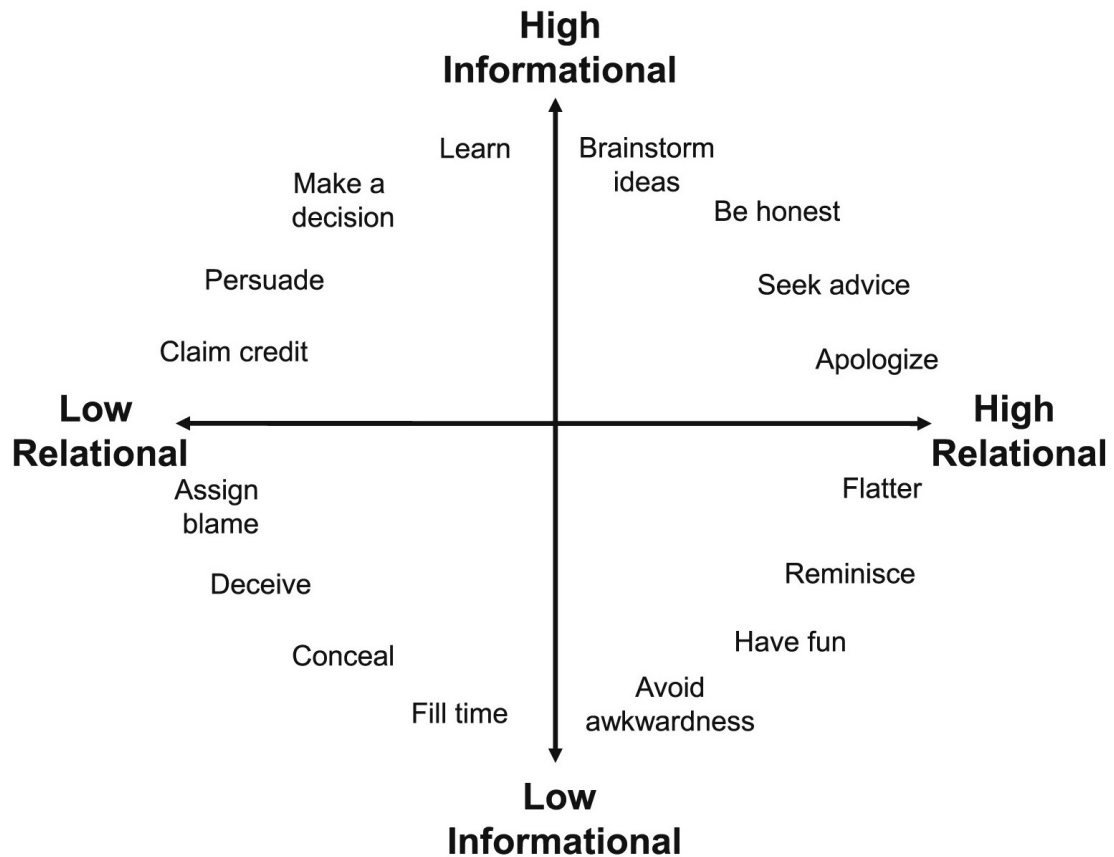 High
Informational
Learn
Brainstorm
ideas
Make a
decision
Be honest
Persuade
Seek advice
Claim credit
Apologize
Low
Relational
High
Relational
Assign
blame
Flatter
Deceive
Reminisce
Conceal
Have fun
Fill time
Avoid
awkwardness
Low
Informational